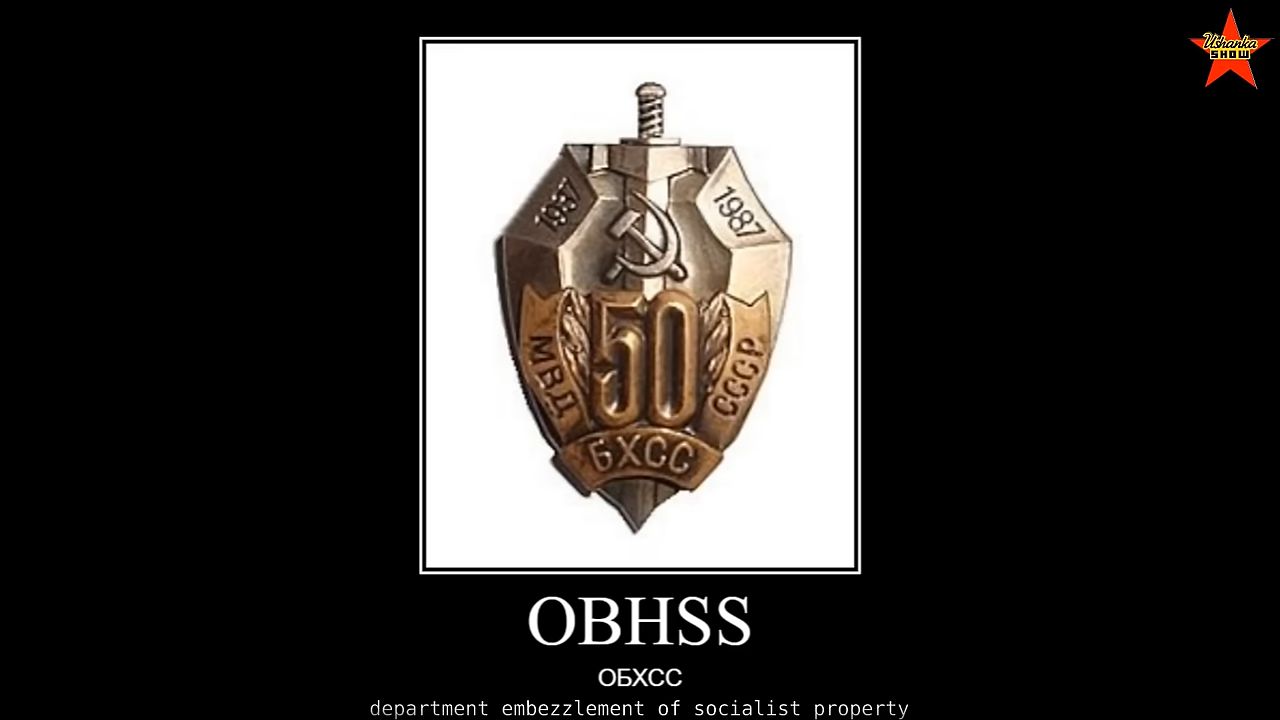 Ushanka
SHOW
1937
1987
50
МВД
СССР
БХСС
OBHSS
ОБХСС
department embezzlement of socialist property